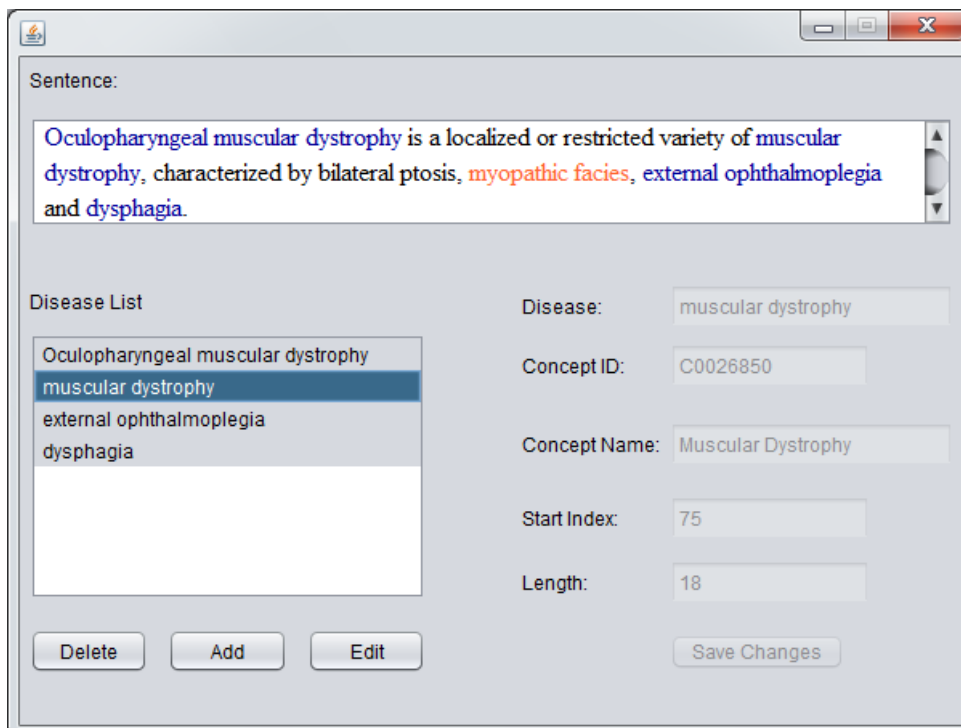 Sentence:
Oculopharyngeal muscular dystrophy is a localized or restricted variety of muscular
dystrophy, characterized by bilateral ptosis, myopathic facies, external ophthalmoplegia
and dysphagia.
Disease List
Oculopharyngeal muscular dystrophy
muscular dystrophy
external ophthalmoplegia
dysphagia
Delete
Add
Edit
Disease:
muscular dystrophy
Concept ID:
C0026850
Concept Name:
Muscular Dystrophy
Start Index:
75
Length:
18
Save Changes